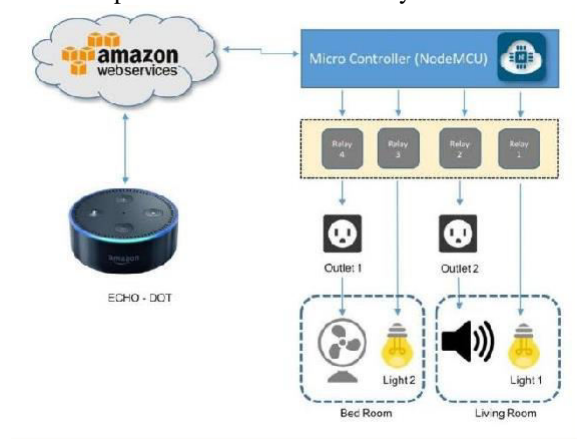 amazon
webservices
Micro Controller (NodeMCU)
Relay
4
Relay
3
Relay
2
Relay
1
amazon
Outlet 1
Outlet 2
ECHO - DOT
Light 2
Light 1
Bed Room
Living Room